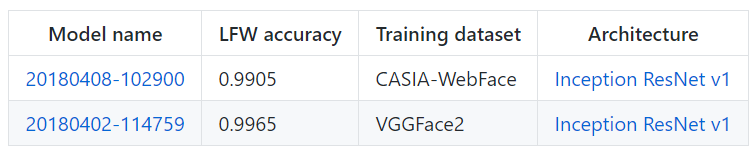 Model name LFW accuracy Training dataset Architecture
20180408-102900 0.9905 CASIA-WebFace Inception ResNet v1
20180402-114759 0.9965 VGGFace2 Inception ResNet v1